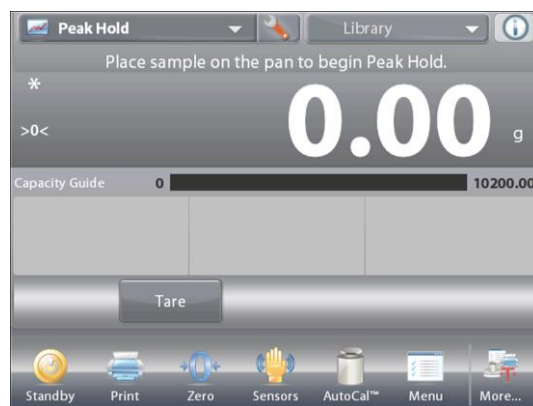 Peak Hold
Library
Place sample on the pan to begin Peak Hold.
*
>0<
0.00 g
Capacity Guide 0 10200.00
Tare
Standby Print Zero Sensors AutoCal™ Menu More...